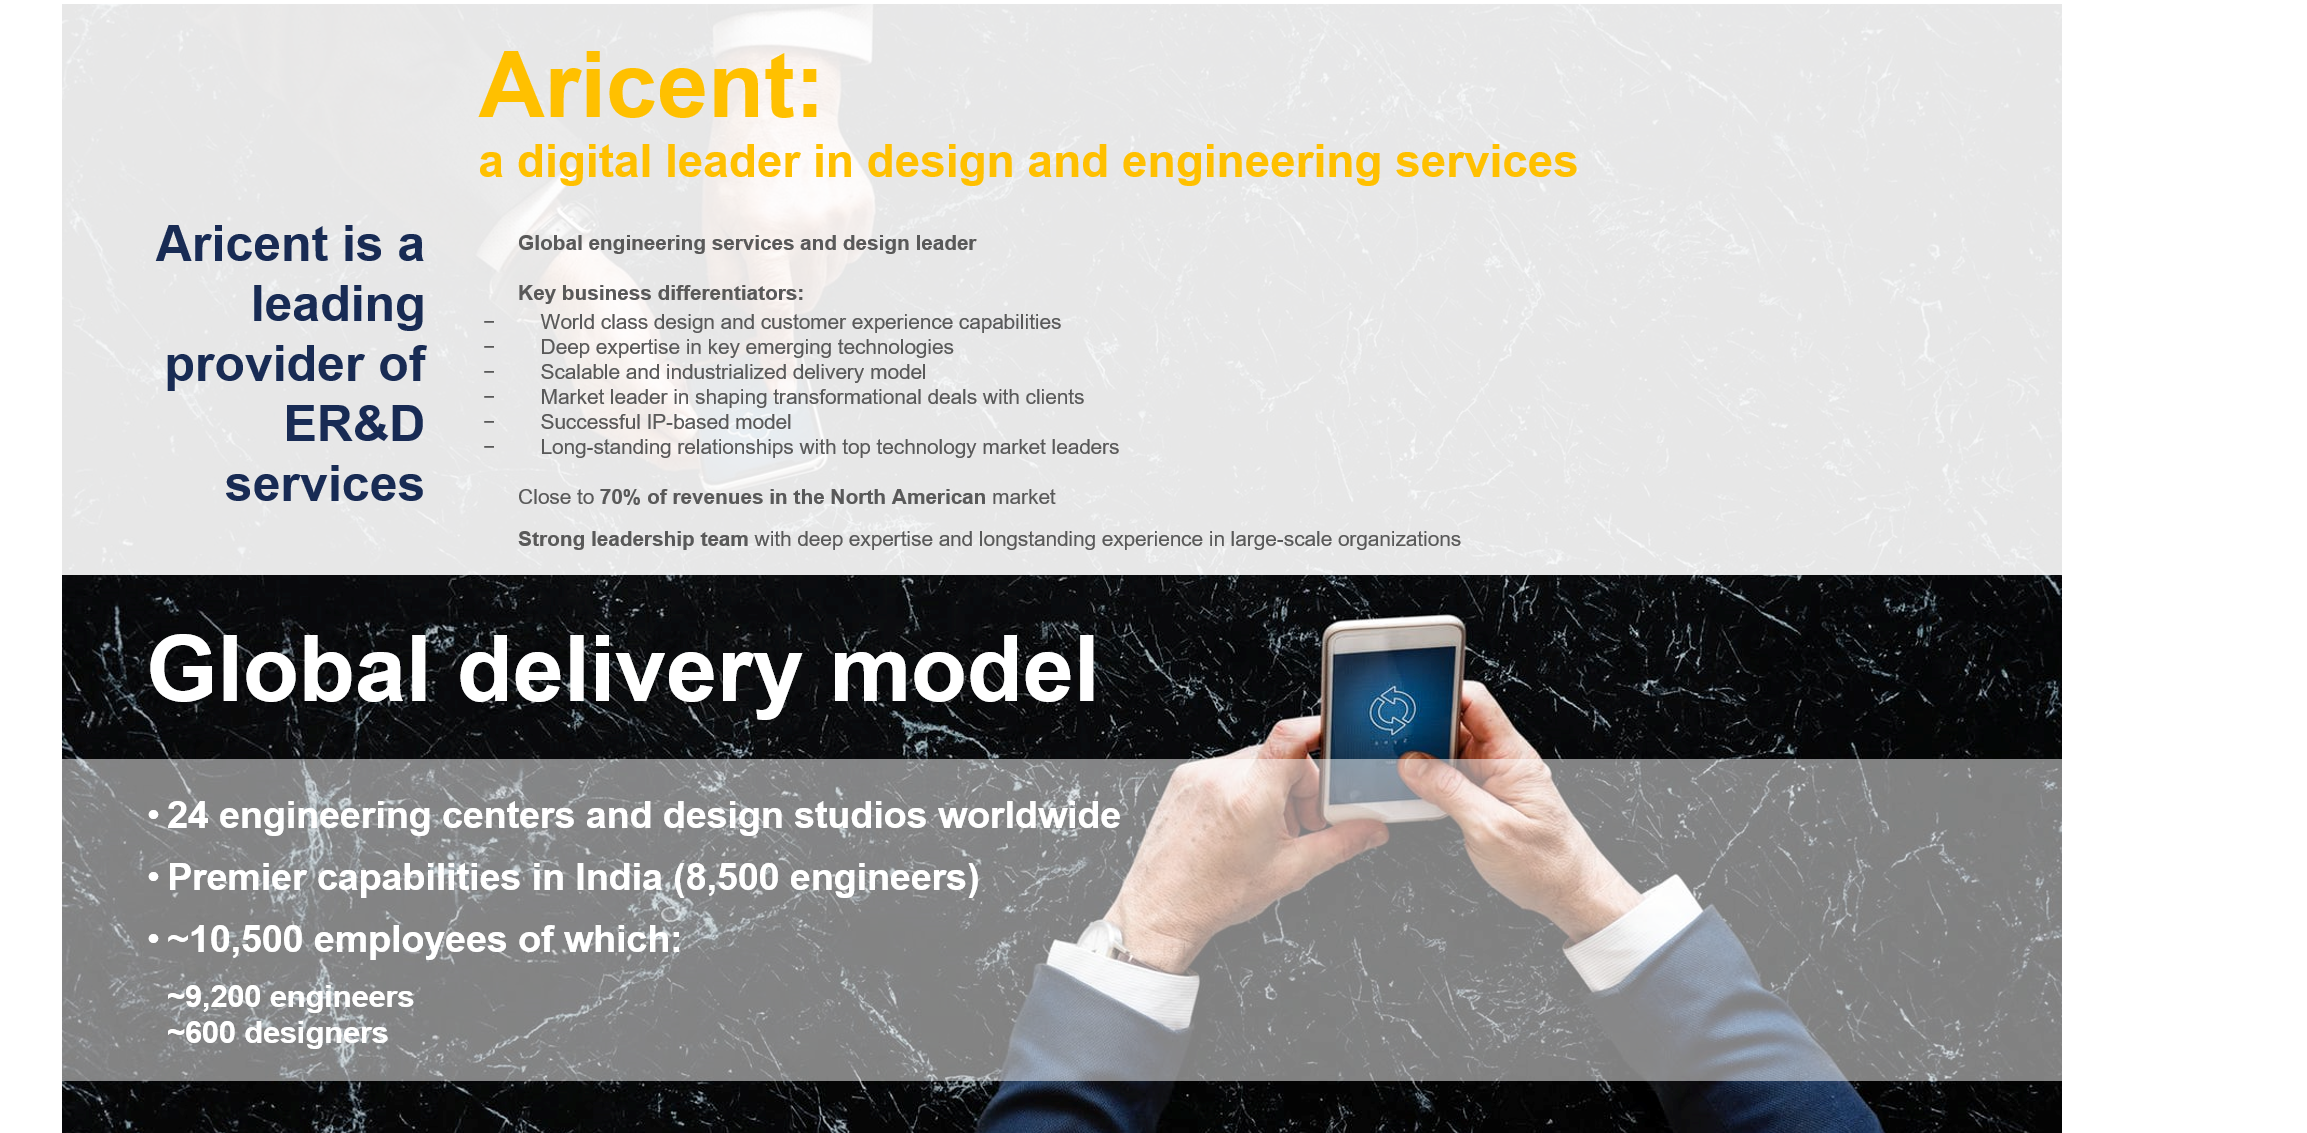 Aricent:
a digital leader in design and engineering services
Aricent is a
leading
provider of
ER&D
services
Global engineering services and design leader
Key business differentiators:
− World class design and customer experience capabilities
− Deep expertise in key emerging technologies
− Scalable and industrialized delivery model
− Market leader in shaping transformational deals with clients
− Successful IP-based model
− Long-standing relationships with top technology market leaders
Close to 70% of revenues in the North American market
Strong leadership team with deep expertise and longstanding experience in large-scale organizations
Global delivery model
• 24 engineering centers and design studios worldwide
• Premier capabilities in India (8,500 engineers)
• ~10,500 employees of which:
~9,200 engineers
~600 designers